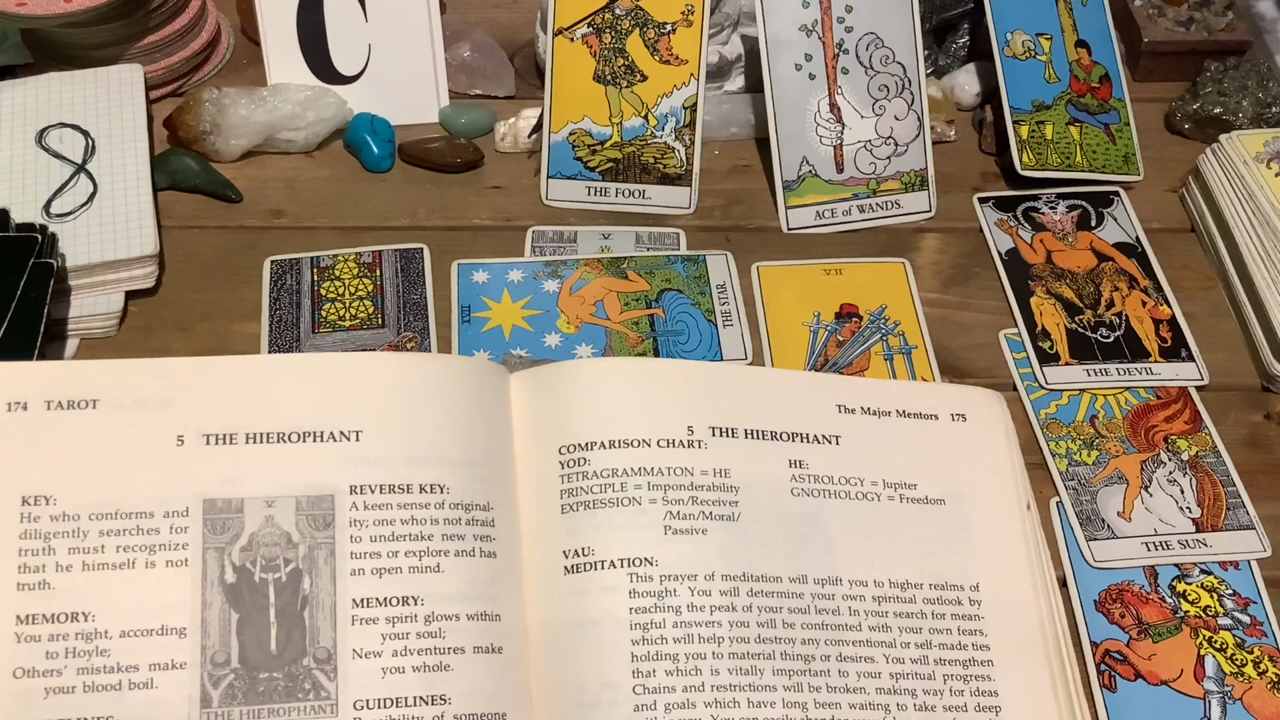 C
8
THE FOOL.
ACE of WANDS.
V
XVII
THE STAR.
VII
THE DEVIL.
THE SUN.
174 TAROT
5 THE HIEROPHANT
KEY:
He who conforms and
diligently searches for
truth must recognize
that he himself is not
truth.
MEMORY:
You are right, according
to Hoyle;
Others' mistakes make
your blood boil.
V
THE HIEROPHANT
REVERSE KEY:
A keen sense of original-
ity; one who is not afraid
to undertake new ven-
tures or explore and has
an open mind.
MEMORY:
Free spirit glows within
your soul;
New adventures make
you whole.
GUIDELINES:
Possibility of someone
The Major Mentors 175
5 THE HIEROPHANT
COMPARISON CHART:
YOD:
TETRAGRAMMATON = HE
PRINCIPLE = Imponderability
EXPRESSION = Son/Receiver
/Man/Moral/
Passive
HE:
ASTROLOGY = Jupiter
GNOTHOLOGY = Freedom
VAU:
MEDITATION:
This prayer of meditation will uplift you to higher realms of
thought. You will determine your own spiritual outlook by
reaching the peak of your soul level. In your search for mean-
ingful answers you will be confronted with your own fears,
which will help you destroy any conventional or self-made ties
holding you to material things or desires. You will strengthen
that which is vitally important to your spiritual progress.
Chains and restrictions will be broken, making way for ideas
and goals which have long been waiting to take seed deep